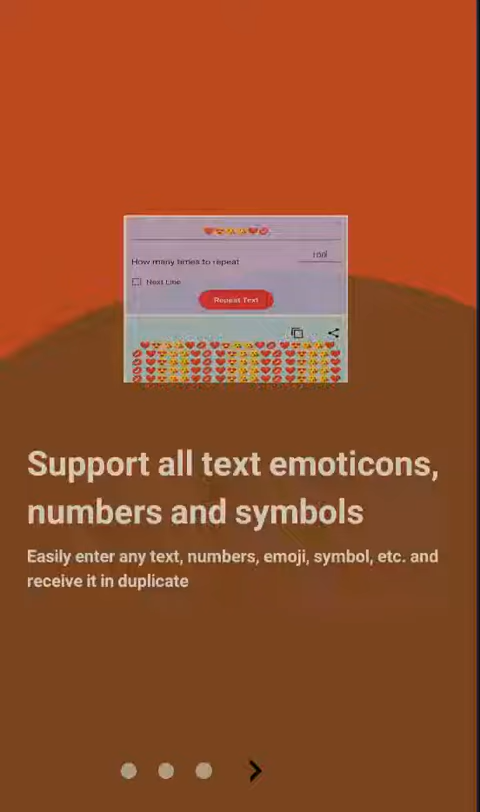 How many times to repeat
100
Next Line
Repeat Text
Support all text emoticons,
numbers and symbols
Easily enter any text, numbers, emoji, symbol, etc. and
receive it in duplicate